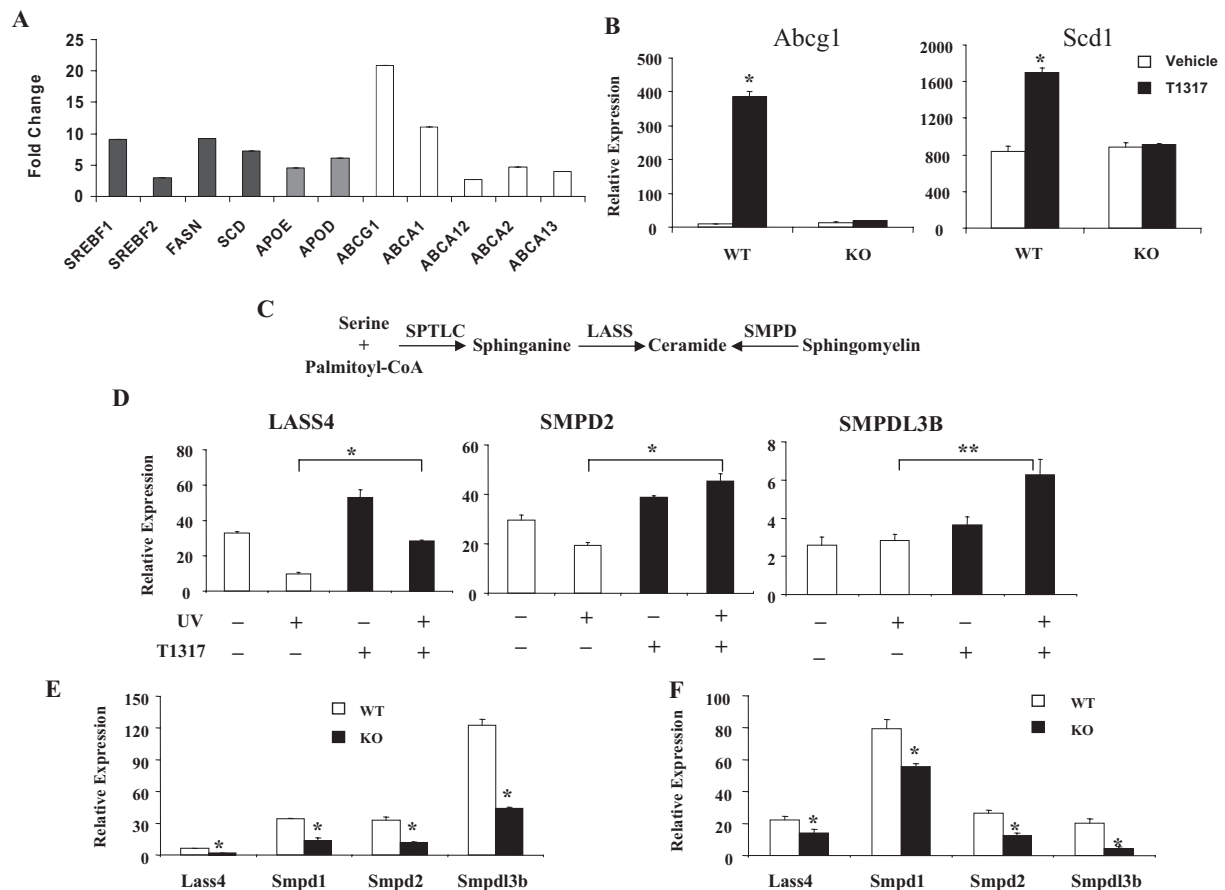 A
Fold Change
25
20
15
10
5
0
SREBF1
SREBF2
FASN
SCD
APOE
APOD
ABCG1
ABCA1
ABCA12
ABCA2
ABCA13
B
Abcg1
Relative Expression
500
400
300
200
100
0
*
WT
KO
Scd1
2000
1600
1200
800
400
0
*
Vehicle
T1317
WT
KO
C
Serine
+
Palmitoyl-CoA
SPTLC
Sphinganine
LASS
Ceramide
SMPD
Sphingomyelin
D
LASS4
Relative Expression
80
60
40
20
0
*
SMPD2
60
40
20
0
*
SMPDL3B
8
6
4
2
0
**
UV – + – + – + – + – + – +
T1317 – – + + – – + + – – + +
E
Relative Expression
150
120
90
60
30
0
WT
KO
* * * *
Lass4 Smpd1 Smpd2 Smpdl3b
F
Relative Expression
100
80
60
40
20
0
WT
KO
* * * *
Lass4 Smpd1 Smpd2 Smpdl3b